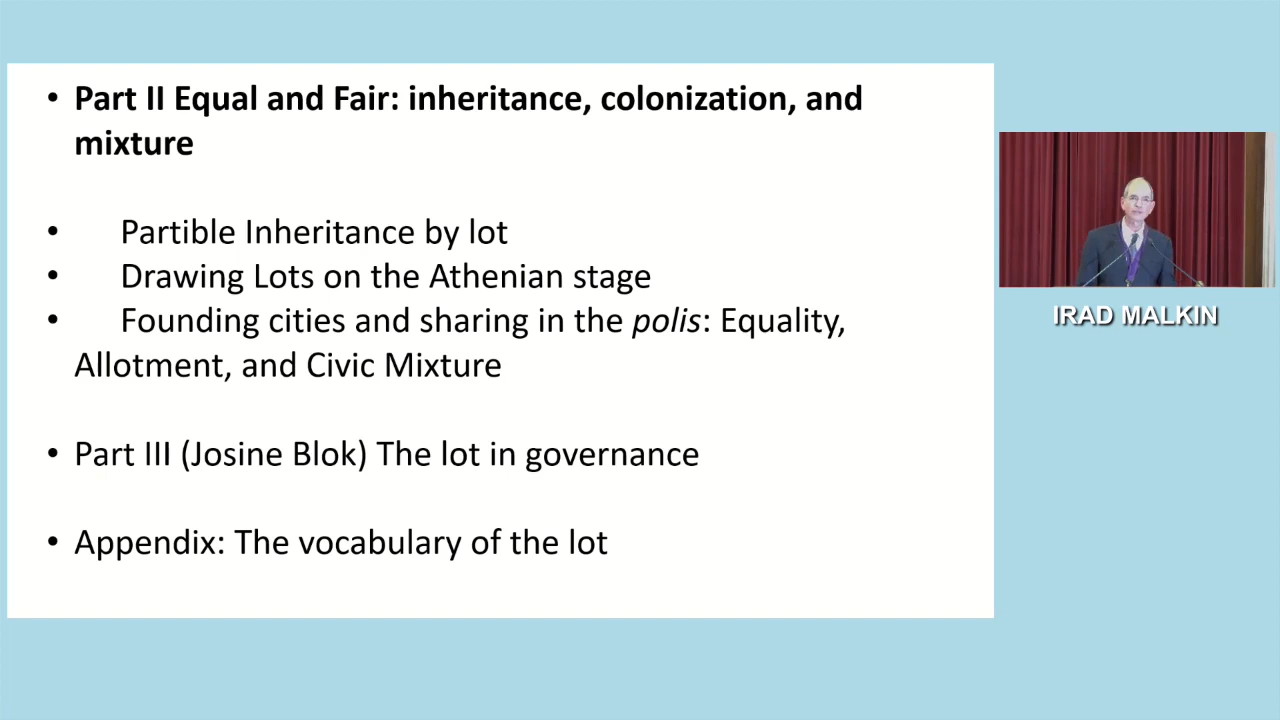 • Part II Equal and Fair: inheritance, colonization, and
mixture
• Partible Inheritance by lot
• Drawing Lots on the Athenian stage
• Founding cities and sharing in the polis: Equality,
Allotment, and Civic Mixture
• Part III (Josine Blok) The lot in governance
• Appendix: The vocabulary of the lot
IRAD MALKIN